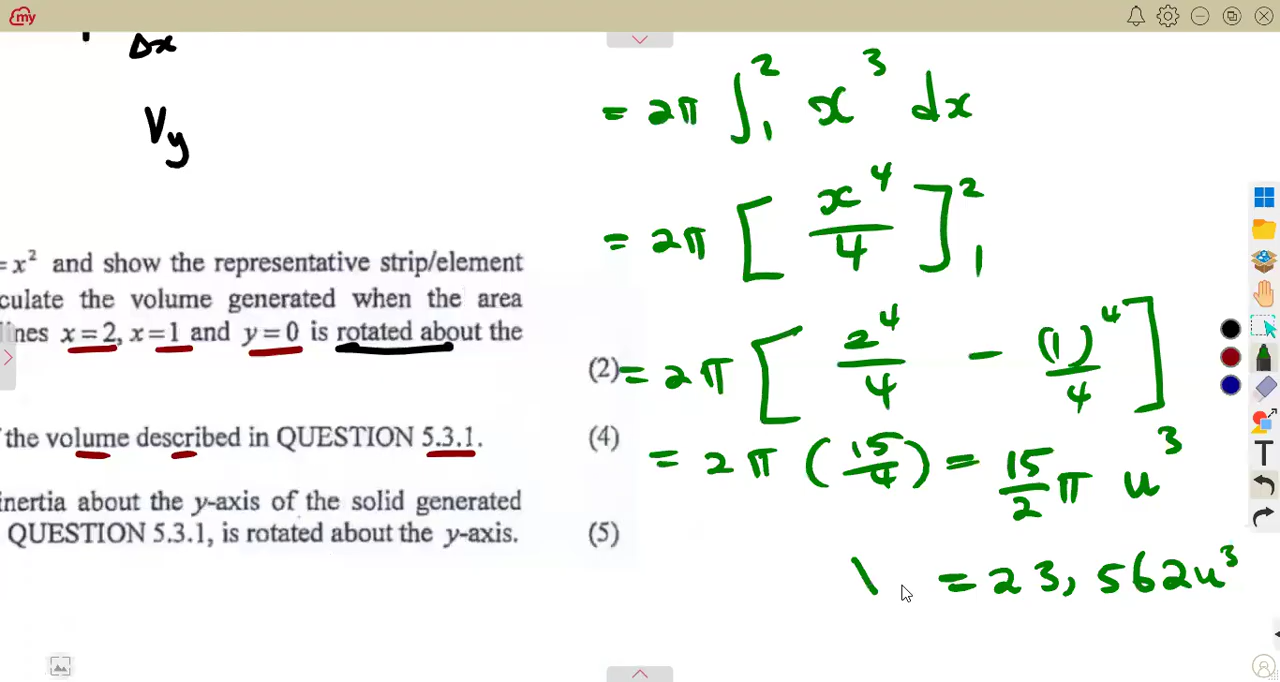 my
Δx
V_y
= x² and show the representative strip/element
culate the volume generated when the area
lines x = 2, x = 1 and y = 0 is rotated about the
(2)
the volume described in QUESTION 5.3.1.
(4)
inertia about the y-axis of the solid generated
QUESTION 5.3.1, is rotated about the y-axis.
(5)
= 2π ∫₁² x³ dx
= 2π [x⁴/4]₁²
= 2π [2⁴/4 − (1)⁴/4]
= 2π (15/4) = 15/2 π u³
= 23,562u³
T